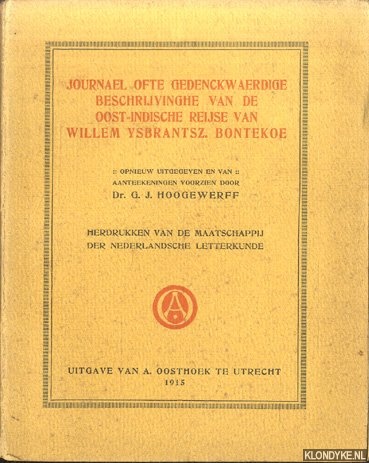 JOURNAEL OFTE GEDENCKWAERDIGE
BESCHRIJVINGHE VAN DE
OOST-INDISCHE REIJSE VAN
WILLEM YSBRANTSZ. BONTEKOE
:: OPNIEUW UITGEGEVEN EN VAN ::
AANTEEKENINGEN VOORZIEN DOOR
Dr. G. J. HOOGEWERFF
HERDRUKKEN VAN DE MAATSCHAPPIJ
DER NEDERLANDSCHE LETTERKUNDE
AO
UITGAVE VAN A. OOSTHOEK TE UTRECHT
1915
KLONDYKE.NL